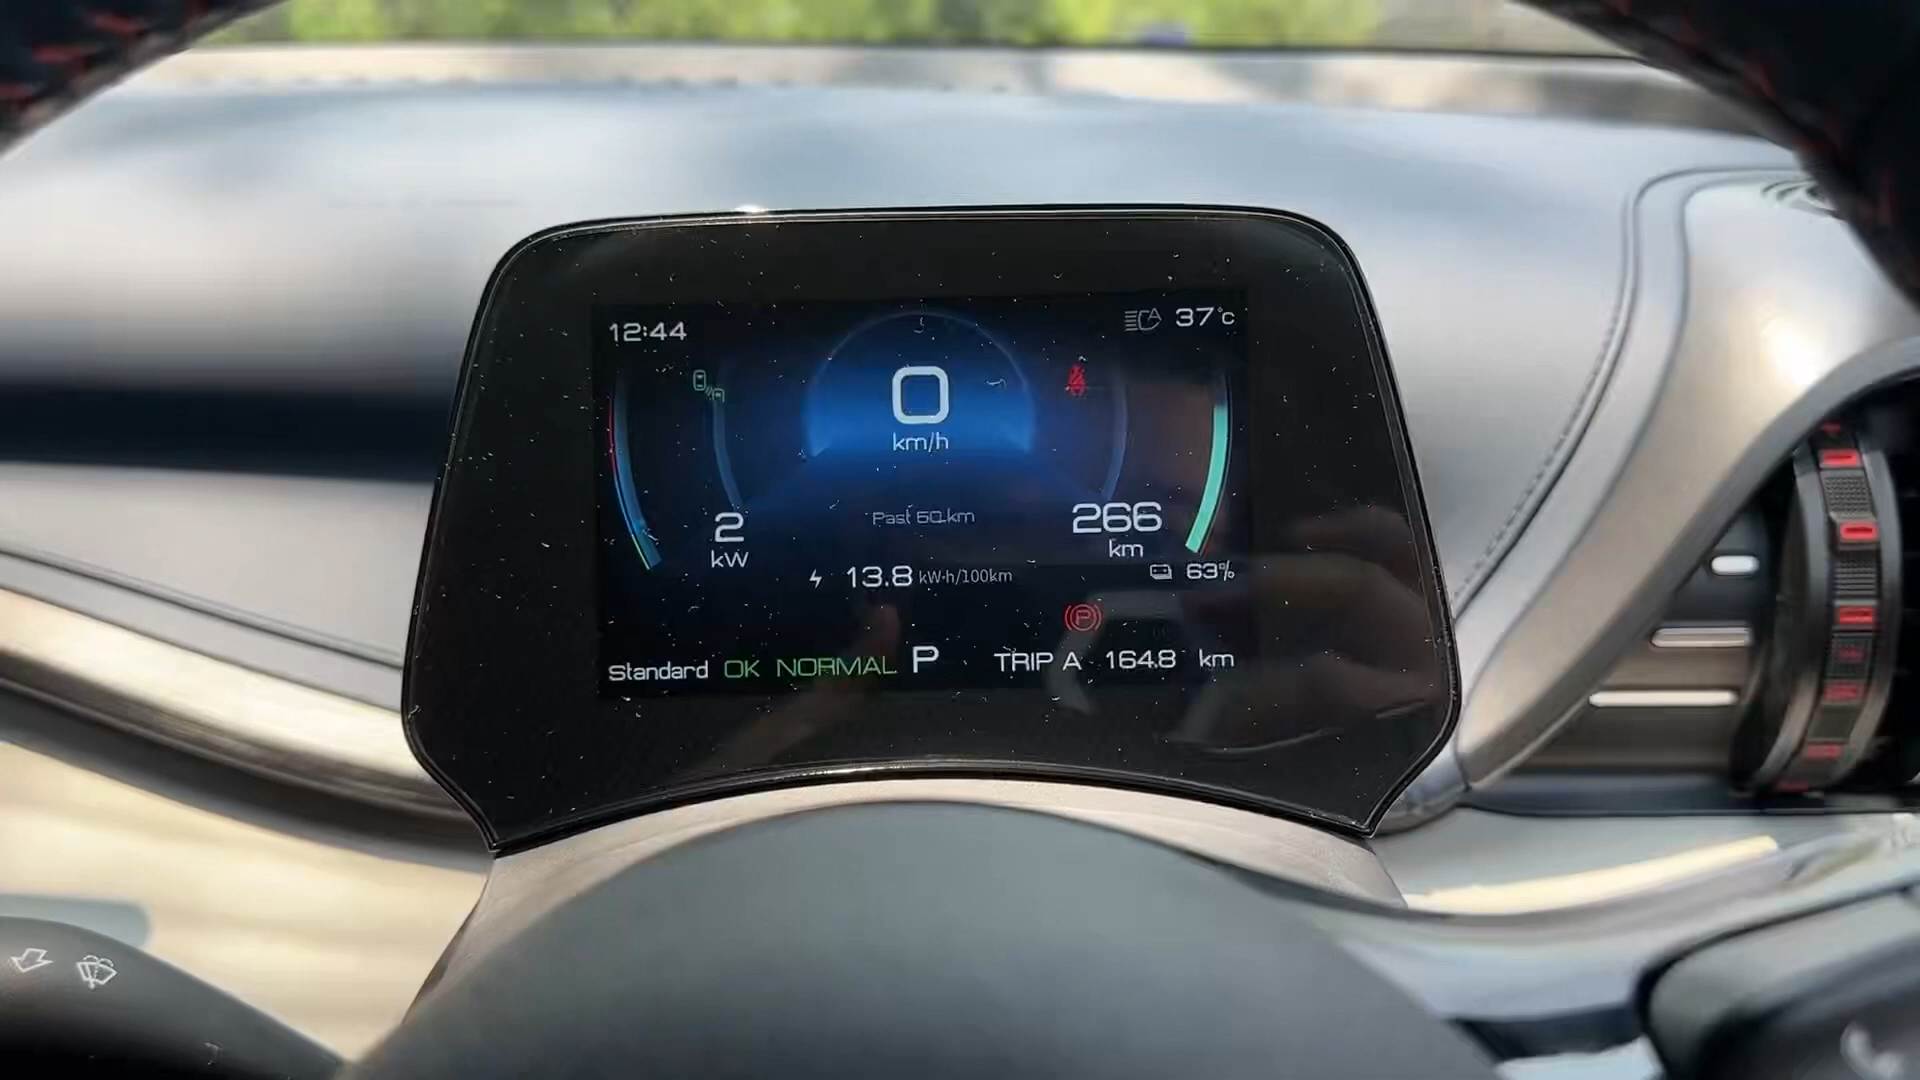 12:44
37°C
0
km/h
2
kW
Past 50 km
266
km
13.8 kW·h/100km
63%
Standard OK NORMAL P
TRIP A 164.8 km